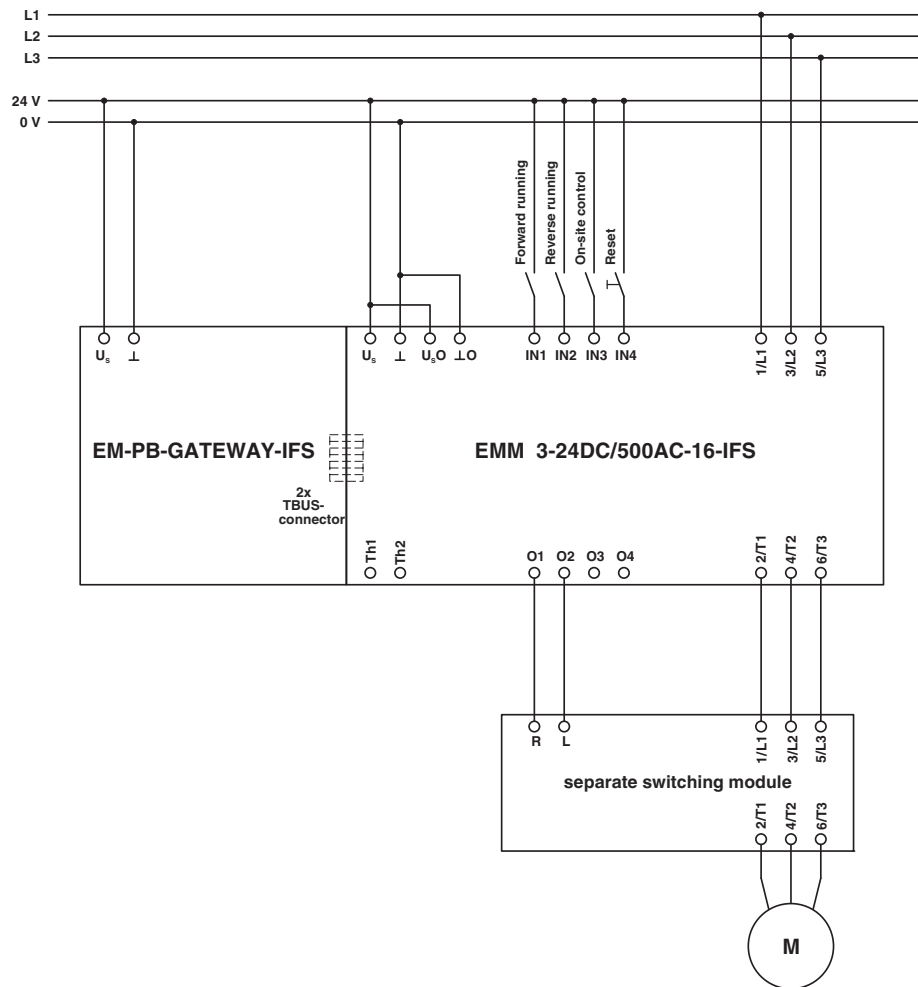 L1
L2
L3
24 V
0 V
Forward running
Reverse running
On-site control
Reset
Us
⊥
Us
⊥
UsO
⊥O
IN1
IN2
IN3
IN4
1/L1
3/L2
5/L3
EM-PB-GATEWAY-IFS
EMM 3-24DC/500AC-16-IFS
2x
TBUS-
connector
Th1
Th2
O1
O2
O3
O4
2/T1
4/T2
6/T3
R
L
1/L1
3/L2
5/L3
separate switching module
2/T1
4/T2
6/T3
M